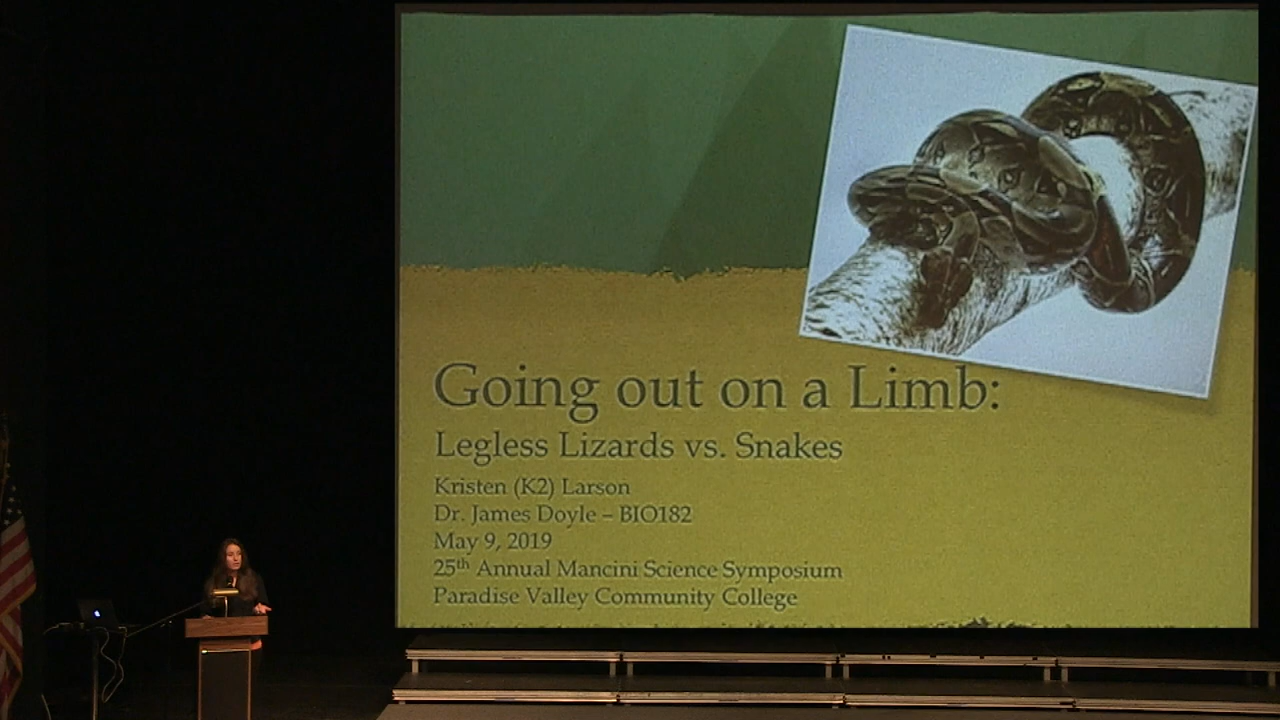 Going out on a Limb:
Legless Lizards vs. Snakes
Kristen (K2) Larson
Dr. James Doyle – BIO182
May 9, 2019
25th Annual Mancini Science Symposium
Paradise Valley Community College